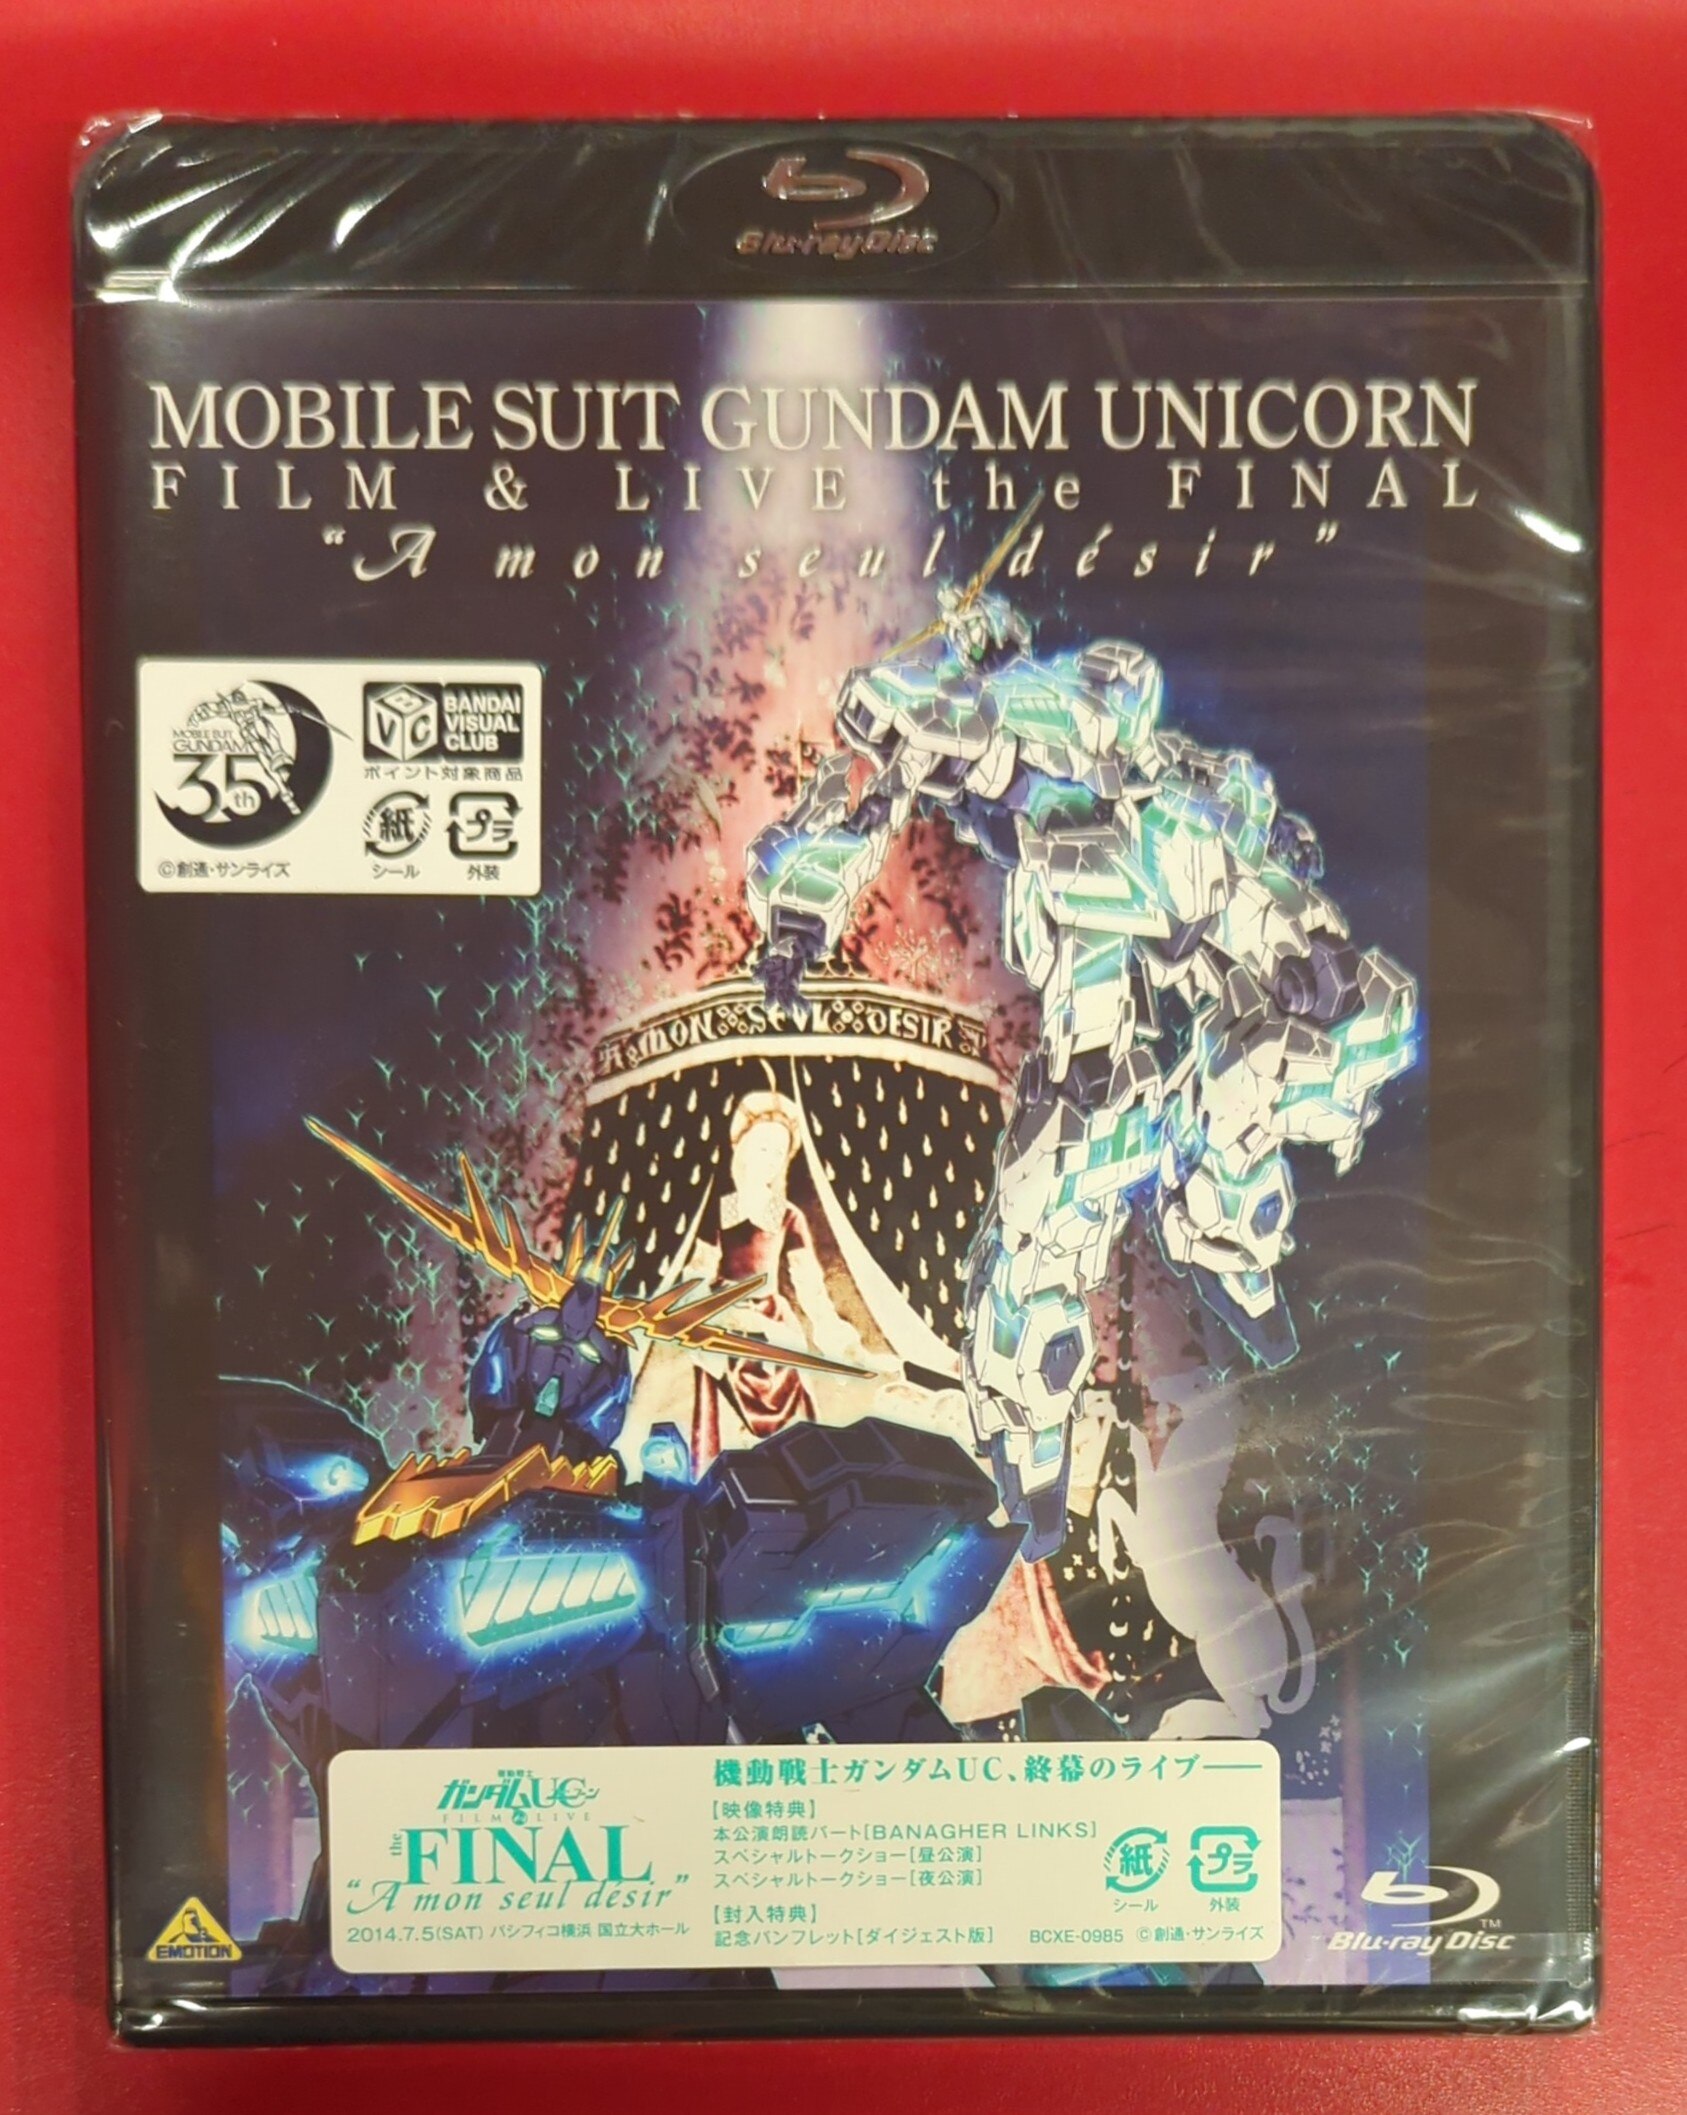 Blu-ray Disc
MOBILE SUIT GUNDAM UNICORN
FILM & LIVE the FINAL
“A mon seul désir”
MOBILE SUIT
GUNDAM
35th
©創通・サンライズ
BVC
BANDAI
VISUAL
CLUB
ポイント対象商品
紙
シール
プラ
外装
A MON SEVL DESIR
機動戦士
ガンダムUC
FILM & LIVE
the FINAL
“A mon seul désir”
2014.7.5(SAT) パシフィコ横浜 国立大ホール
機動戦士ガンダムUC、終幕のライブ――
【映像特典】
本公演朗読パート[BANAGHER LINKS]
スペシャルトークショー[昼公演]
スペシャルトークショー[夜公演]
【封入特典】
記念パンフレット[ダイジェスト版]
紙
シール
プラ
外装
BCXE-0985 ©創通・サンライズ
EMOTION
Blu-ray Disc
TM